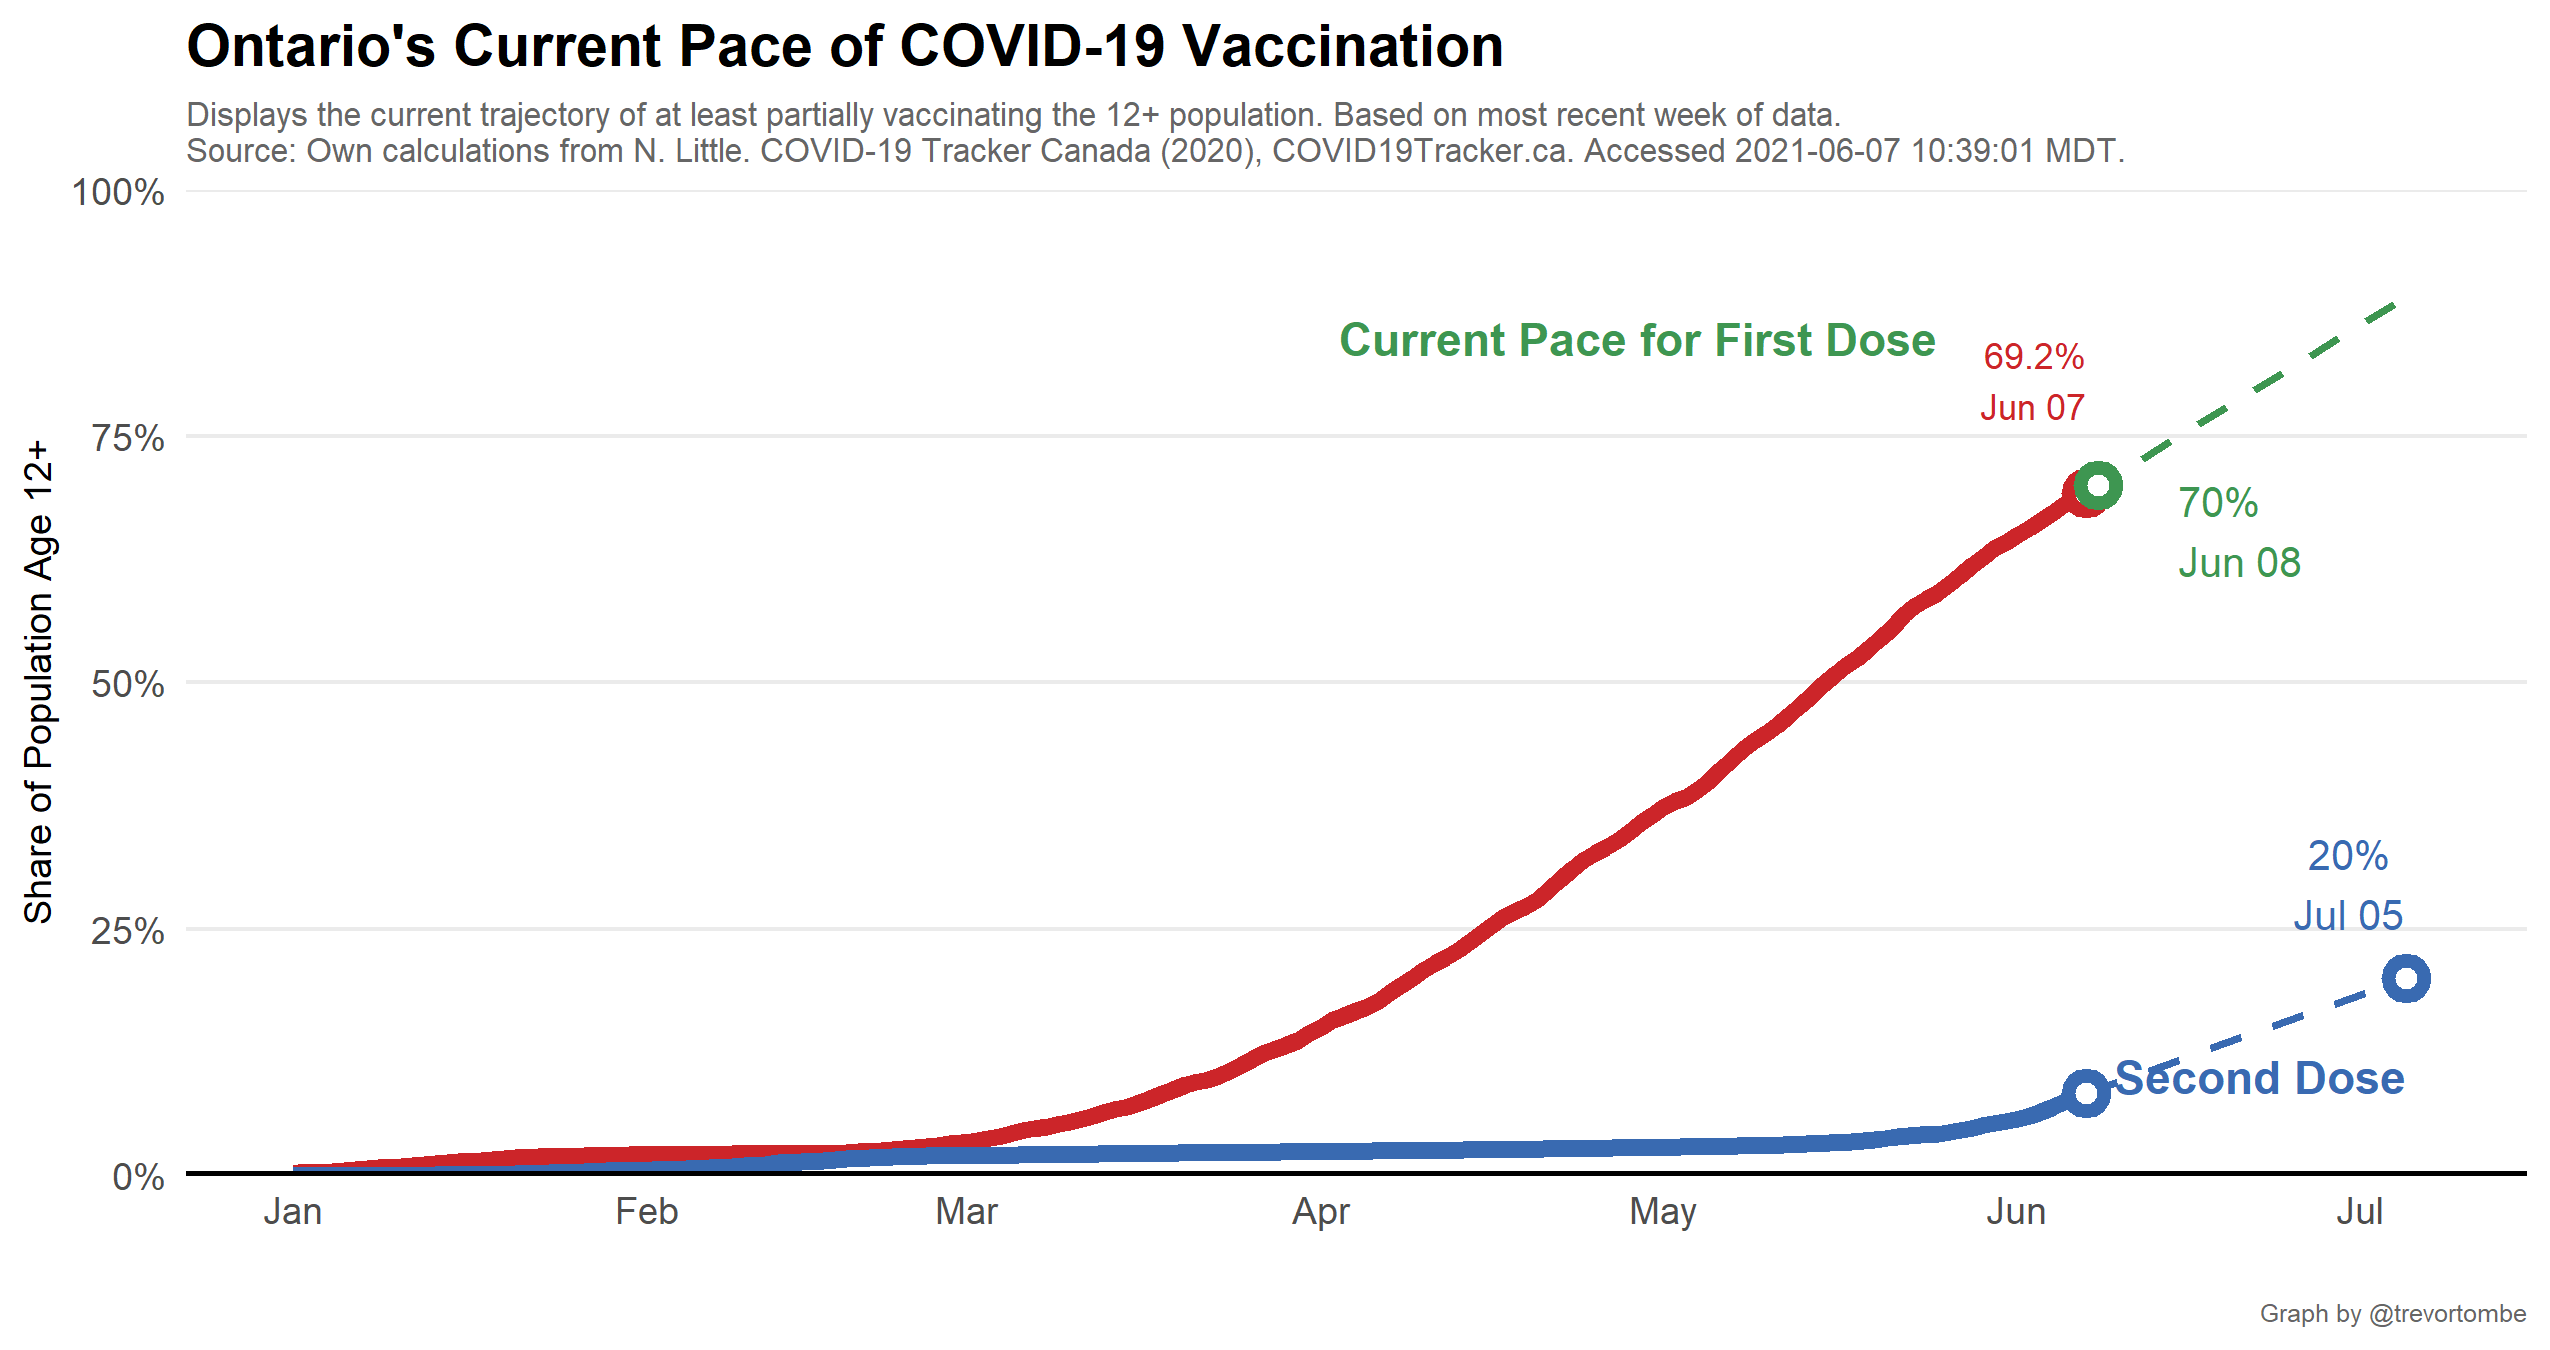 Ontario's Current Pace of COVID-19 Vaccination
Displays the current trajectory of at least partially vaccinating the 12+ population. Based on most recent week of data.
Source: Own calculations from N. Little. COVID-19 Tracker Canada (2020), COVID19Tracker.ca. Accessed 2021-06-07 10:39:01 MDT.
100%
75%
50%
25%
0%
Share of Population Age 12+
Current Pace for First Dose
69.2%
Jun 07
70%
Jun 08
20%
Jul 05
Second Dose
Jan
Feb
Mar
Apr
May
Jun
Jul
Graph by @trevortombe